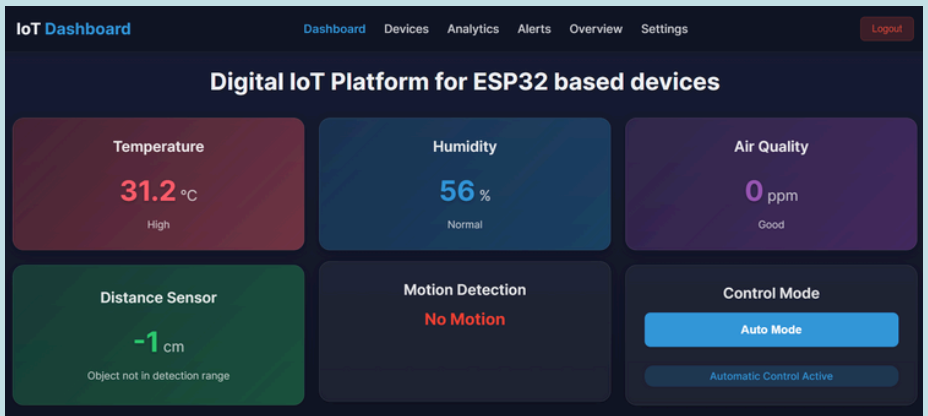 IoT Dashboard
Dashboard Devices Analytics Alerts Overview Settings
Logout
Digital IoT Platform for ESP32 based devices
Temperature
31.2 °C
High
Humidity
56 %
Normal
Air Quality
0 ppm
Good
Distance Sensor
-1 cm
Object not in detection range
Motion Detection
No Motion
Control Mode
Auto Mode
Automatic Control Active